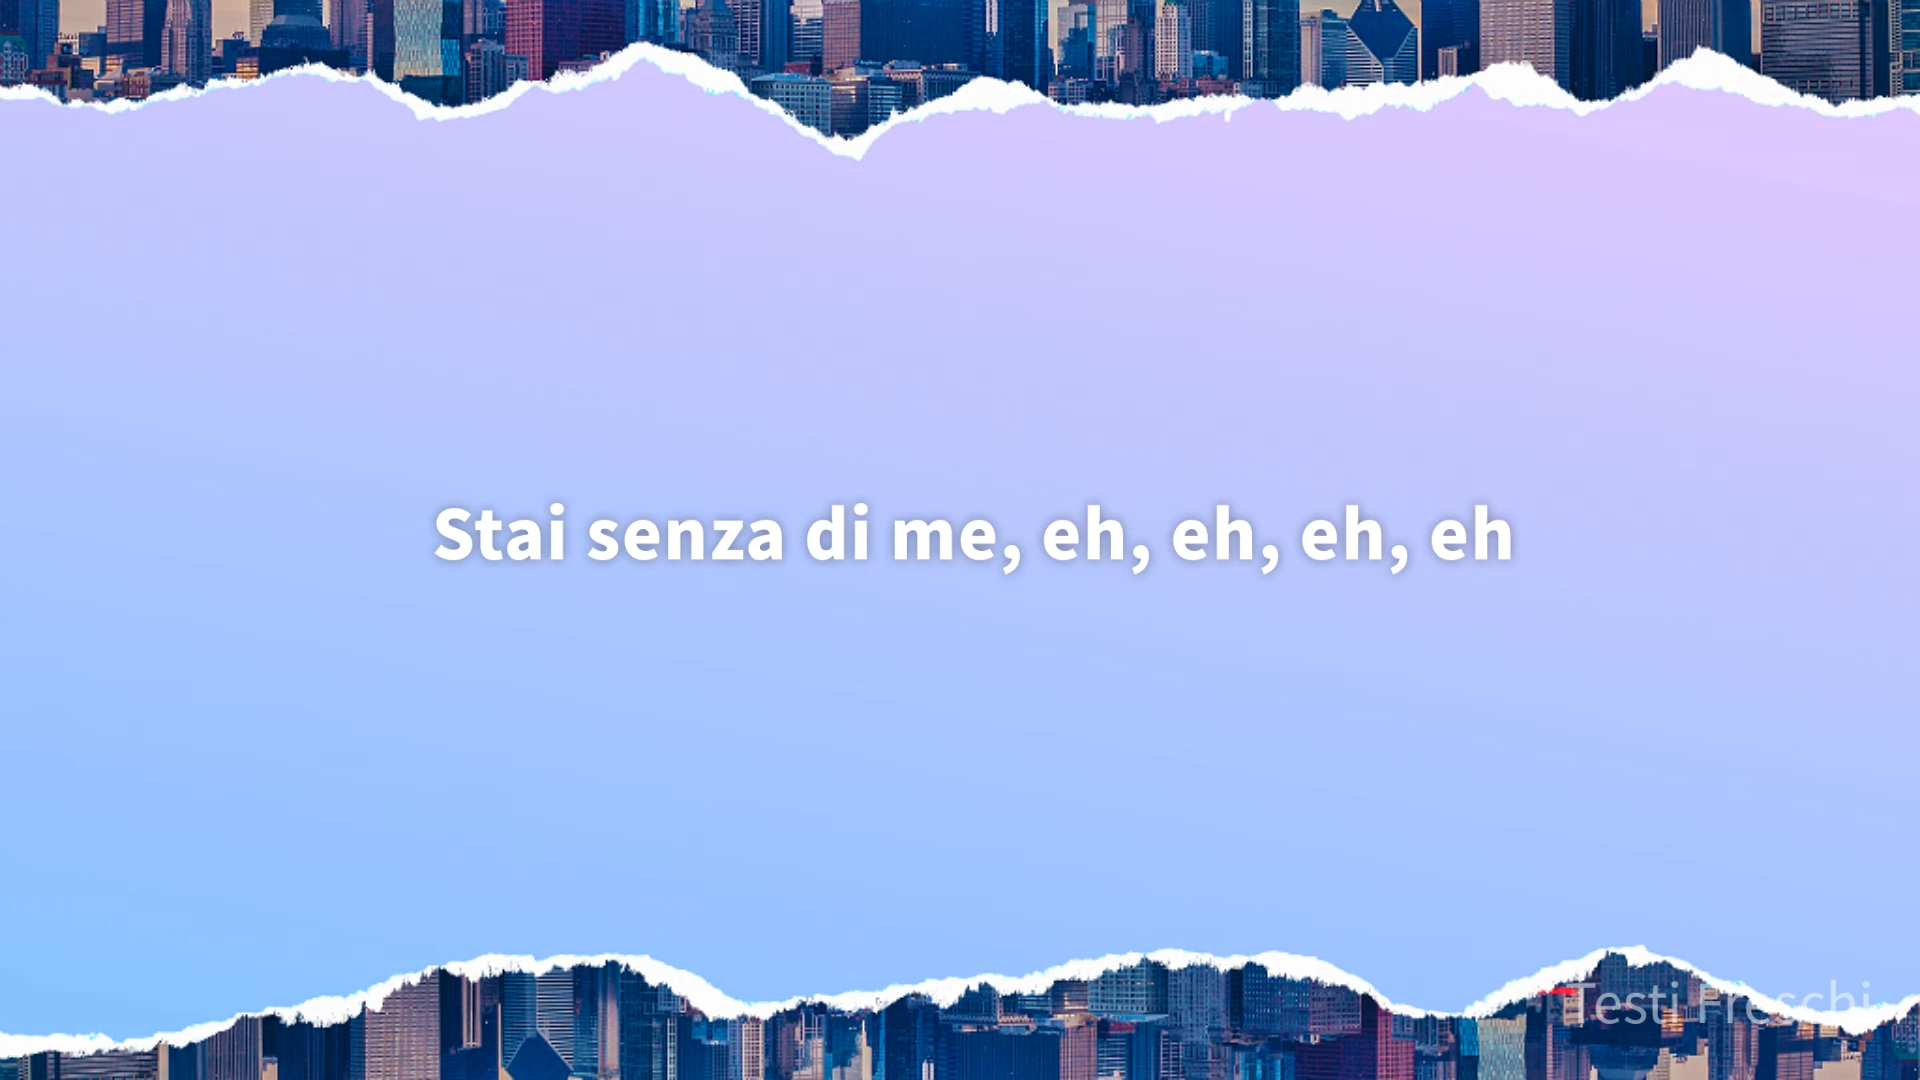 Stai senza di me, eh, eh, eh, eh
Testi Freschi